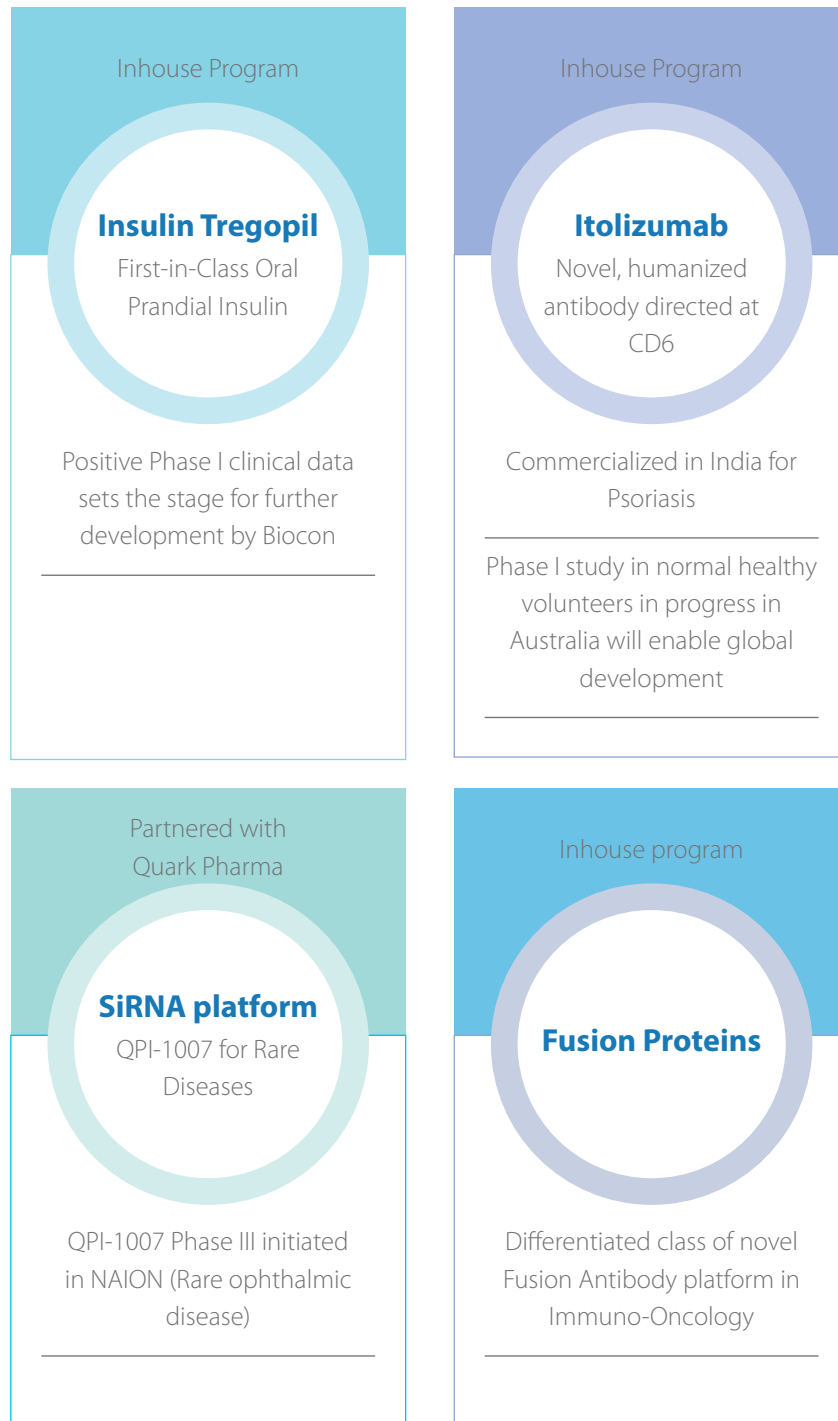 Inhouse Program
Insulin Tregopil
First-in-Class Oral
Prandial Insulin
Positive Phase I clinical data
sets the stage for further
development by Biocon
Inhouse Program
Itolizumab
Novel, humanized
antibody directed at
CD6
Commercialized in India for
Psoriasis
Phase I study in normal healthy
volunteers in progress in
Australia will enable global
development
Partnered with
Quark Pharma
SiRNA platform
QPI-1007 for Rare
Diseases
QPI-1007 Phase III initiated
in NAION (Rare ophthalmic
disease)
Inhouse program
Fusion Proteins
Differentiated class of novel
Fusion Antibody platform in
Immuno-Oncology